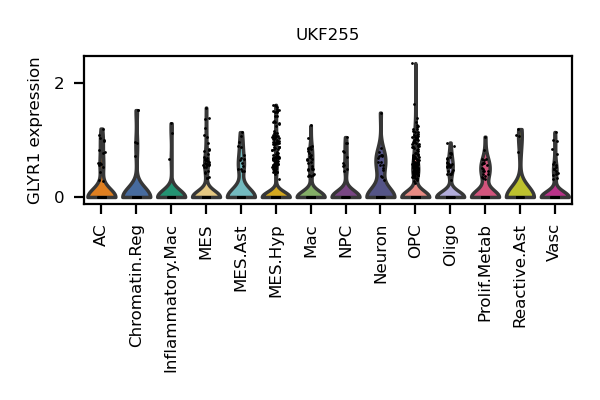 UKF255
GLYR1 expression
2
0
AC
Chromatin.Reg
Inflammatory.Mac
MES
MES.Ast
MES.Hyp
Mac
NPC
Neuron
OPC
Oligo
Prolif.Metab
Reactive.Ast
Vasc